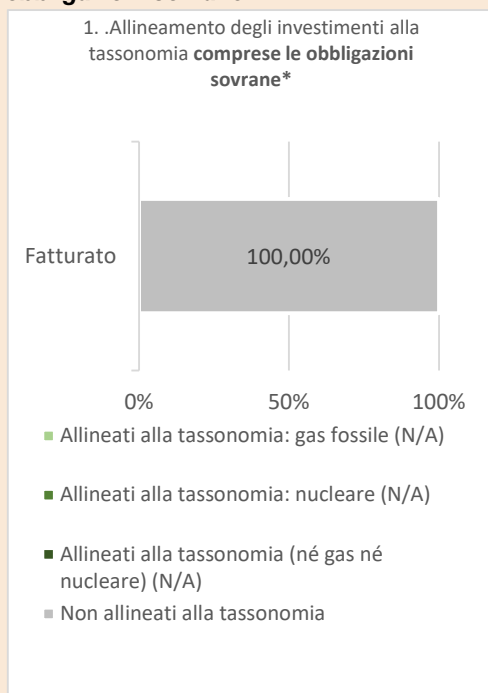 1. .Allineamento degli investimenti alla
tassonomia comprese le obbligazioni
sovrane*
Fatturato
100,00%
0% 50% 100%
Allineati alla tassonomia: gas fossile (N/A)
Allineati alla tassonomia: nucleare (N/A)
Allineati alla tassonomia (né gas né
nucleare) (N/A)
Non allineati alla tassonomia